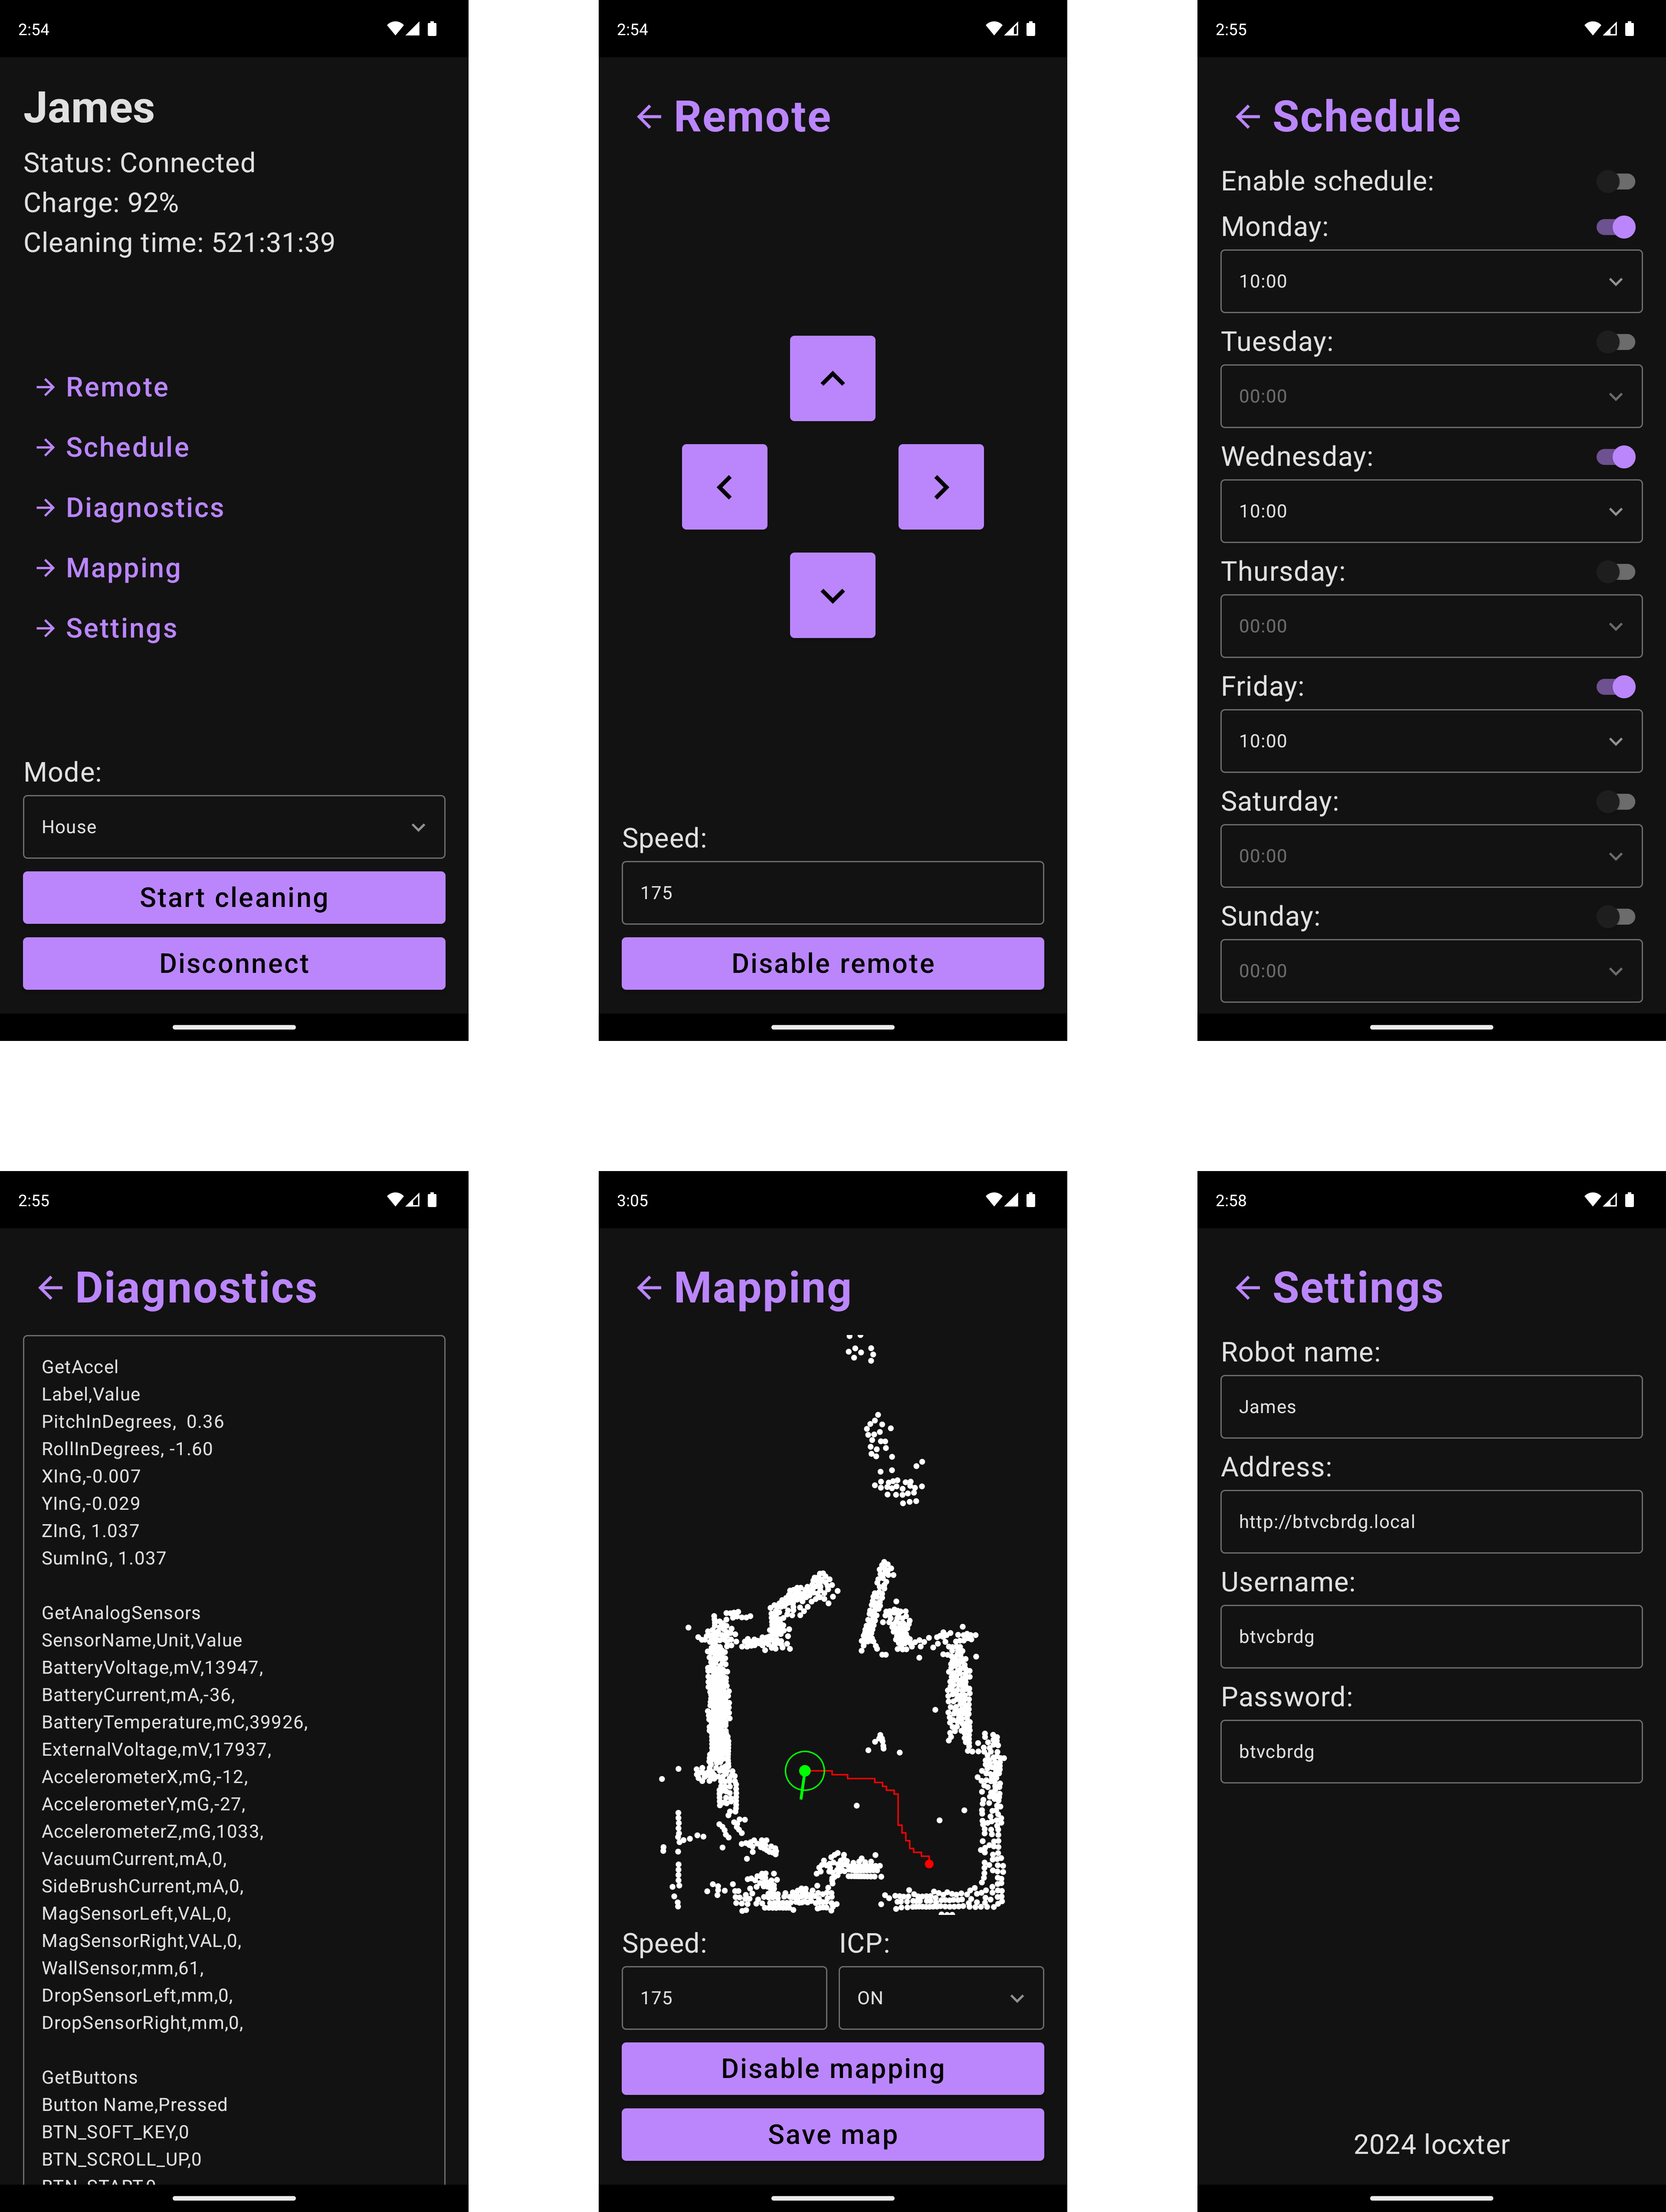 2:54
James
Status: Connected
Charge: 92%
Cleaning time: 521:31:39
Remote
Schedule
Diagnostics
Mapping
Settings
Mode:
House
Start cleaning
Disconnect
2:54
Remote
Speed:
175
Disable remote
2:55
Schedule
Enable schedule:
Monday:
10:00
Tuesday:
00:00
Wednesday:
10:00
Thursday:
00:00
Friday:
10:00
Saturday:
00:00
Sunday:
00:00
2:55
Diagnostics
GetAccel
Label,Value
PitchInDegrees,  0.36
RollInDegrees, -1.60
XInG,-0.007
YInG,-0.029
ZInG, 1.037
SumInG, 1.037
GetAnalogSensors
SensorName,Unit,Value
BatteryVoltage,mV,13947,
BatteryCurrent,mA,-36,
BatteryTemperature,mC,39926,
ExternalVoltage,mV,17937,
AccelerometerX,mG,-12,
AccelerometerY,mG,-27,
AccelerometerZ,mG,1033,
VacuumCurrent,mA,0,
SideBrushCurrent,mA,0,
MagSensorLeft,VAL,0,
MagSensorRight,VAL,0,
WallSensor,mm,61,
DropSensorLeft,mm,0,
DropSensorRight,mm,0,
GetButtons
Button Name,Pressed
BTN_SOFT_KEY,0
BTN_SCROLL_UP,0
BTN_START,0
3:05
Mapping
Speed:
175
ICP:
ON
Disable mapping
Save map
2:58
Settings
Robot name:
James
Address:
http://btvcbrdg.local
Username:
btvcbrdg
Password:
btvcbrdg
2024 locxter